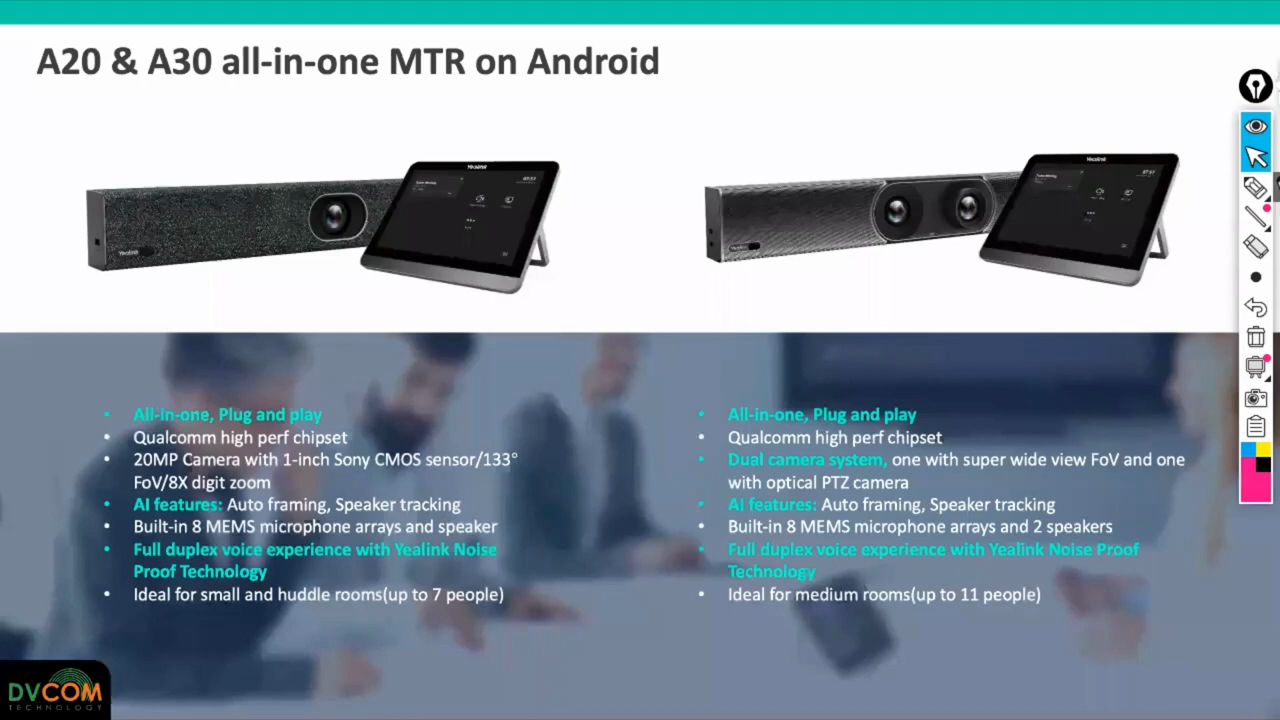 A20 & A30 all-in-one MTR on Android
Yealink
Yealink
Yealink
Yealink
• All-in-one, Plug and play
• Qualcomm high perf chipset
• 20MP Camera with 1-inch Sony CMOS sensor/133°
FoV/8X digit zoom
• AI features: Auto framing, Speaker tracking
• Built-in 8 MEMS microphone arrays and speaker
• Full duplex voice experience with Yealink Noise
Proof Technology
• Ideal for small and huddle rooms(up to 7 people)
• All-in-one, Plug and play
• Qualcomm high perf chipset
• Dual camera system, one with super wide view FoV and one
with optical PTZ camera
• AI features: Auto framing, Speaker tracking
• Built-in 8 MEMS microphone arrays and 2 speakers
• Full duplex voice experience with Yealink Noise Proof
Technology
• Ideal for medium rooms(up to 11 people)
DVCOM
TECHNOLOGY